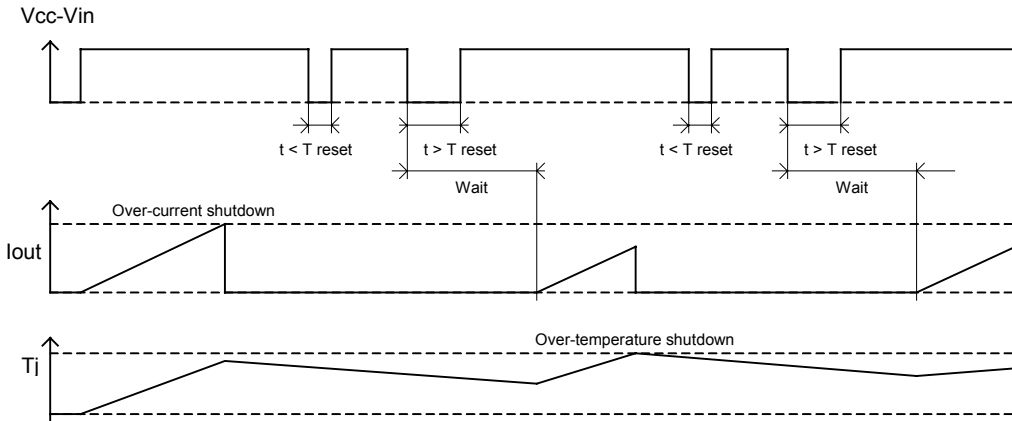 Vcc-Vin
t < T reset
t > T reset
t < T reset
t > T reset
Wait
Wait
Over-current shutdown
Iout
Over-temperature shutdown
Tj